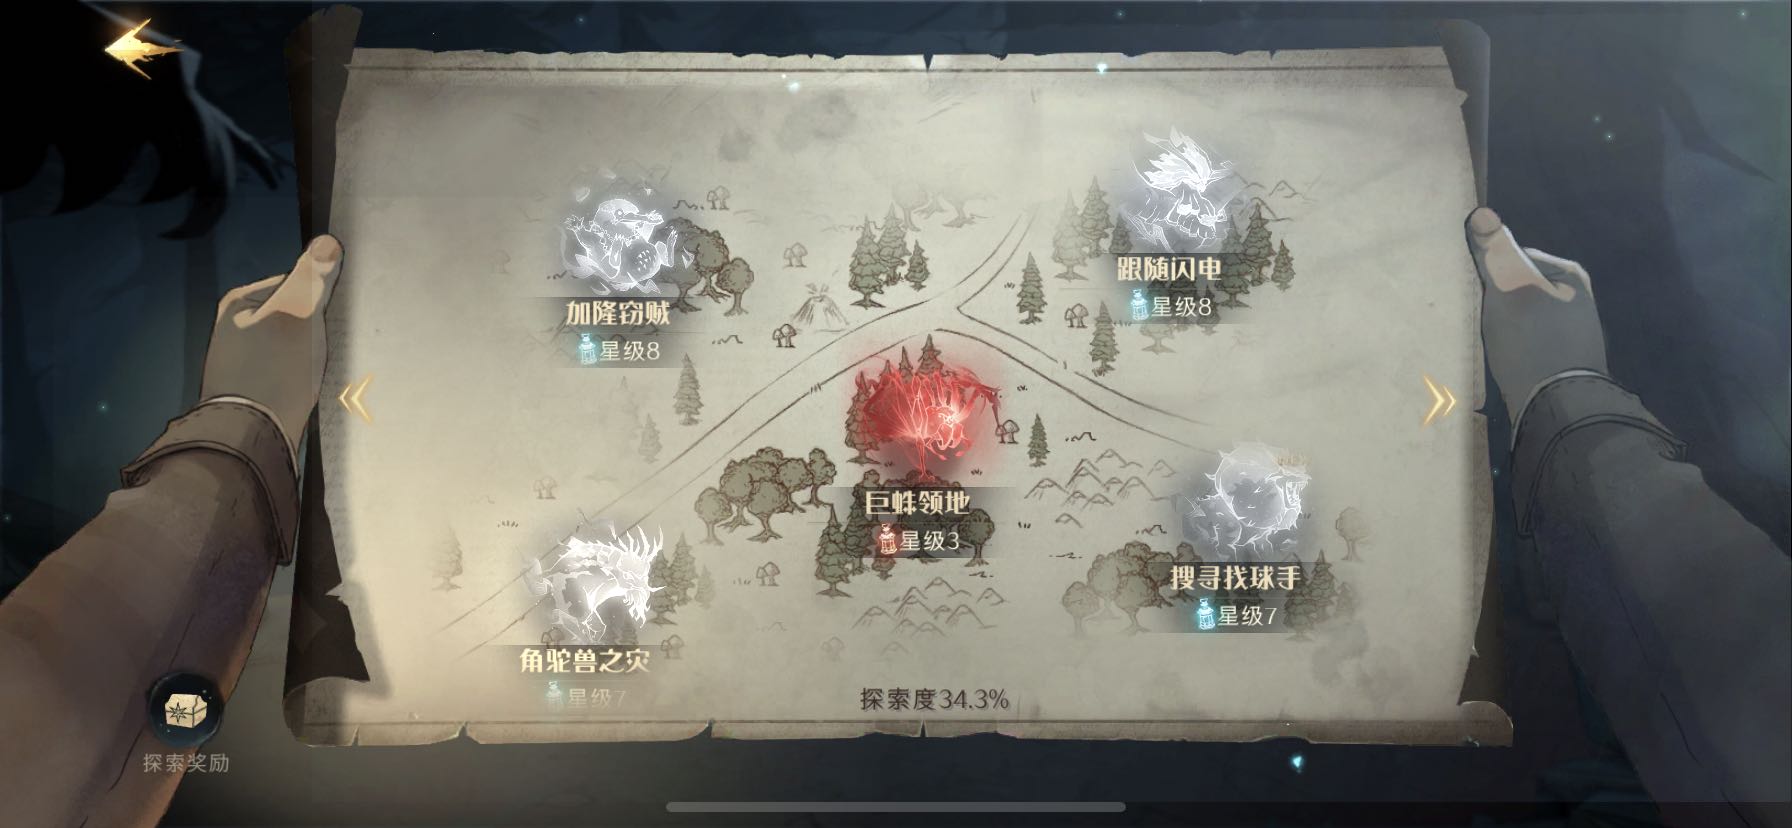 跟随闪电
星级8
加隆窃贼
星级8
巨蛛领地
星级3
搜寻找球手
星级7
角驼兽之灾
星级7
探索度34.3%
探索奖励